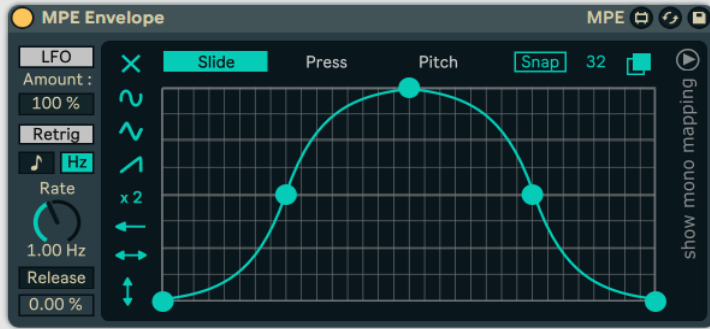 MPE Envelope
MPE
LFO
Amount :
100 %
Retrig
Hz
Rate
1.00 Hz
Release
0.00 %
x 2
Slide Press Pitch Snap 32
show mono mapping